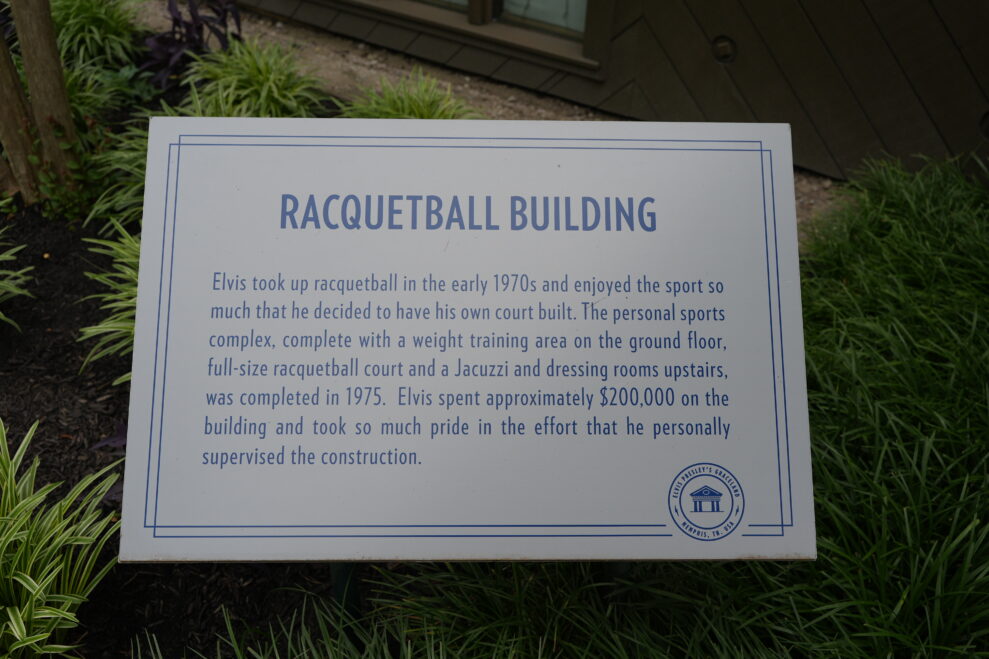 RACQUETBALL BUILDING
Elvis took up racquetball in the early 1970s and enjoyed the sport so
much that he decided to have his own court built. The personal sports
complex, complete with a weight training area on the ground floor,
full-size racquetball court and a Jacuzzi and dressing rooms upstairs,
was completed in 1975. Elvis spent approximately $200,000 on the
building and took so much pride in the effort that he personally
supervised the construction.
ELVIS PRESLEY'S GRACELAND
MEMPHIS, TN. USA